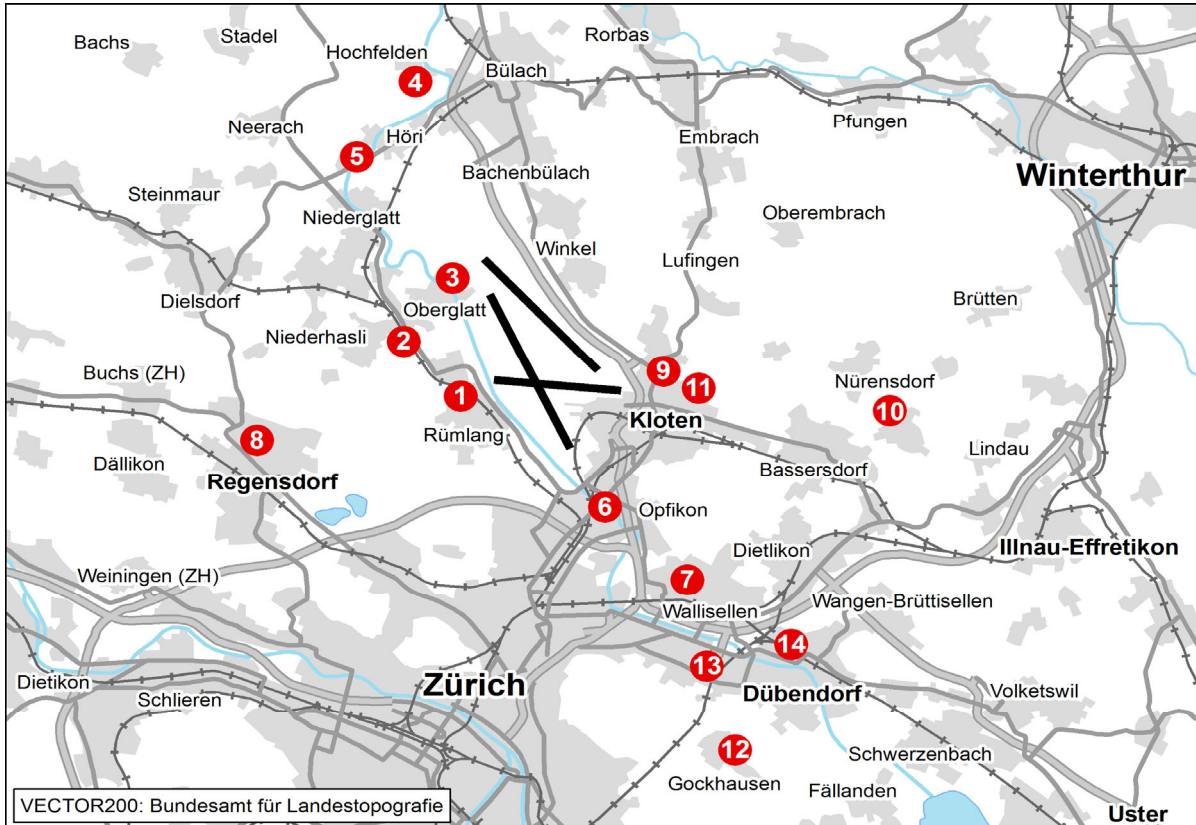 Stadel
Rorbas
Bachs
Hochfelden
Bülach
4
Neerach
Höri
Embrach
Pfungen
5
Bachenbülach
Winterthur
Steinmaur
Niederglatt
Oberembrach
Winkel
Lufingen
3
Dielsdorf
Oberglatt
Brütten
Niederhasli
2
Buchs (ZH)
9
Nürensdorf
1
11
10
Kloten
Rümlang
8
Dällikon
Regensdorf
Lindau
Bassersdorf
6
Opfikon
Dietlikon
Illnau-Effretikon
Weiningen (ZH)
7
Wallisellen
Wangen-Brüttisellen
14
13
Dietikon
Zürich
Schlieren
Dübendorf
Volketswil
12
Schwerzenbach
Gockhausen
Fällanden
VECTOR200: Bundesamt für Landestopografie
Uster